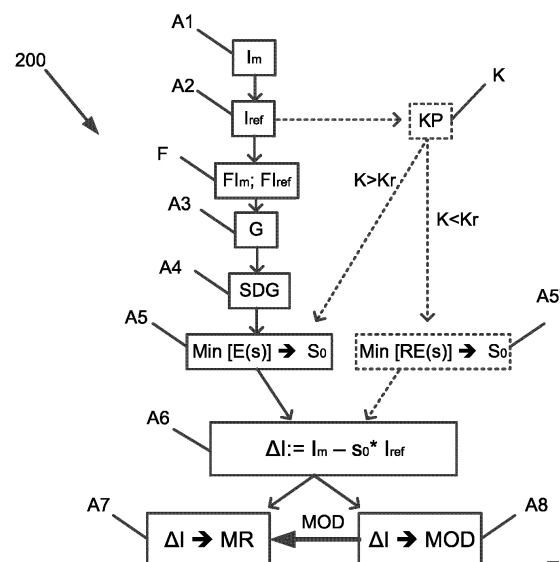 A1
Im
200
A2
Iref
K
KP
F
FIm; FIref
K>Kr
A3
G
K<Kr
A4
SDG
A5
Min [E(s)] ➔ S0
A5'
Min [RE(s)] ➔ S0
A6
ΔI:= Im – s0* Iref
A7
ΔI ➔ MR
MOD
ΔI ➔ MOD
A8